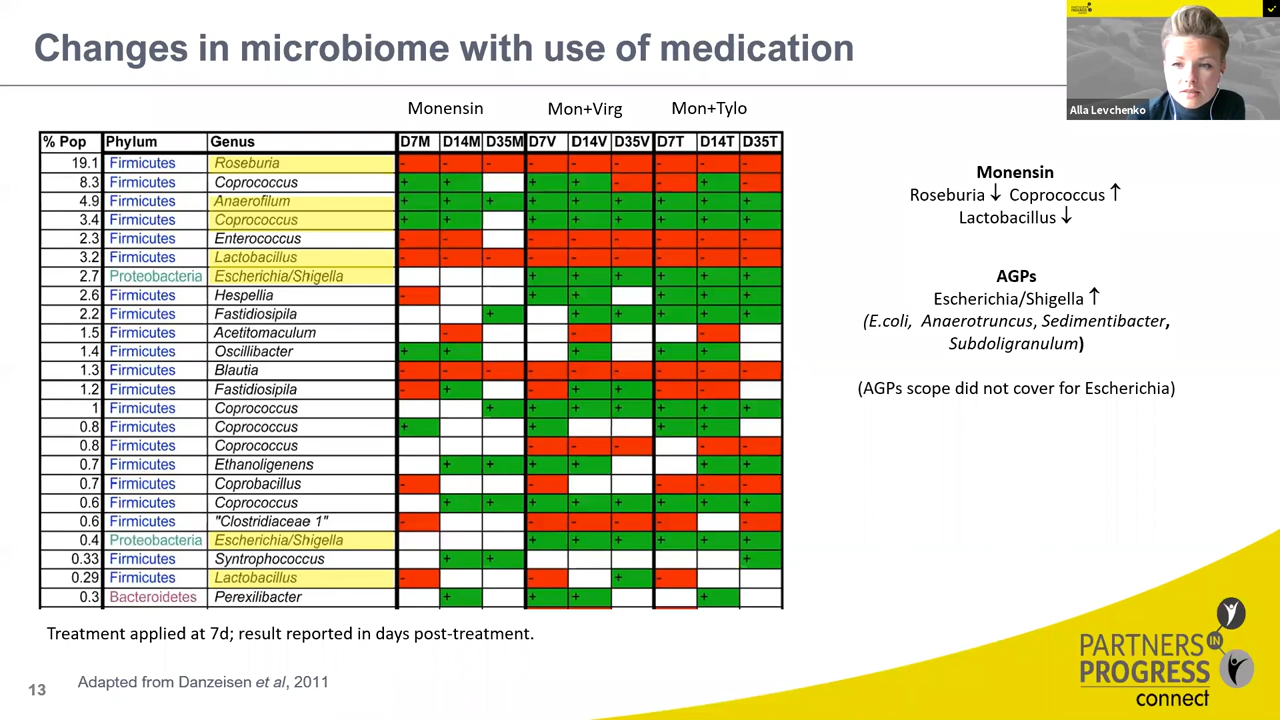 Changes in microbiome with use of medication
Alla Levchenko
Monensin Mon+Virg Mon+Tylo
% Pop Phylum Genus D7M D14M D35M D7V D14V D35V D7T D14T D35T
19.1 Firmicutes Roseburia - - - - - - - - -
8.3 Firmicutes Coprococcus + + + + - - + -
4.9 Firmicutes Anaerofilum + + + + + + + + +
3.4 Firmicutes Coprococcus + + + + + + + +
2.3 Firmicutes Enterococcus - - - - - - - -
3.2 Firmicutes Lactobacillus - - - - - - - - -
2.7 Proteobacteria Escherichia/Shigella + + + + + +
2.6 Firmicutes Hespellia - + + + + +
2.2 Firmicutes Fastidiosipila + + + + + +
1.5 Firmicutes Acetitomaculum - - -
1.4 Firmicutes Oscillibacter + + + + +
1.3 Firmicutes Blautia - - - - - - - - -
1.2 Firmicutes Fastidiosipila - + - + + - -
1 Firmicutes Coprococcus + + + + + + +
0.8 Firmicutes Coprococcus + + + +
0.8 Firmicutes Coprococcus - - - - -
0.7 Firmicutes Ethanoligenens + + + + + +
0.7 Firmicutes Coprobacillus - - - - -
0.6 Firmicutes Coprococcus + + + + + + + +
0.6 Firmicutes "Clostridiaceae 1" - - - - - -
0.4 Proteobacteria Escherichia/Shigella + + + + + +
0.33 Firmicutes Syntrophococcus + + +
0.29 Firmicutes Lactobacillus - - + -
0.3 Bacteroidetes Perexilibacter + + + +
Monensin
Roseburia ↓ Coprococcus ↑
Lactobacillus ↓
AGPs
Escherichia/Shigella ↑
(E.coli, Anaerotruncus, Sedimentibacter,
Subdoligranulum)
(AGPs scope did not cover for Escherichia)
Treatment applied at 7d; result reported in days post-treatment.
13 Adapted from Danzeisen et al, 2011
PARTNERS IN
PROGRESS
connect